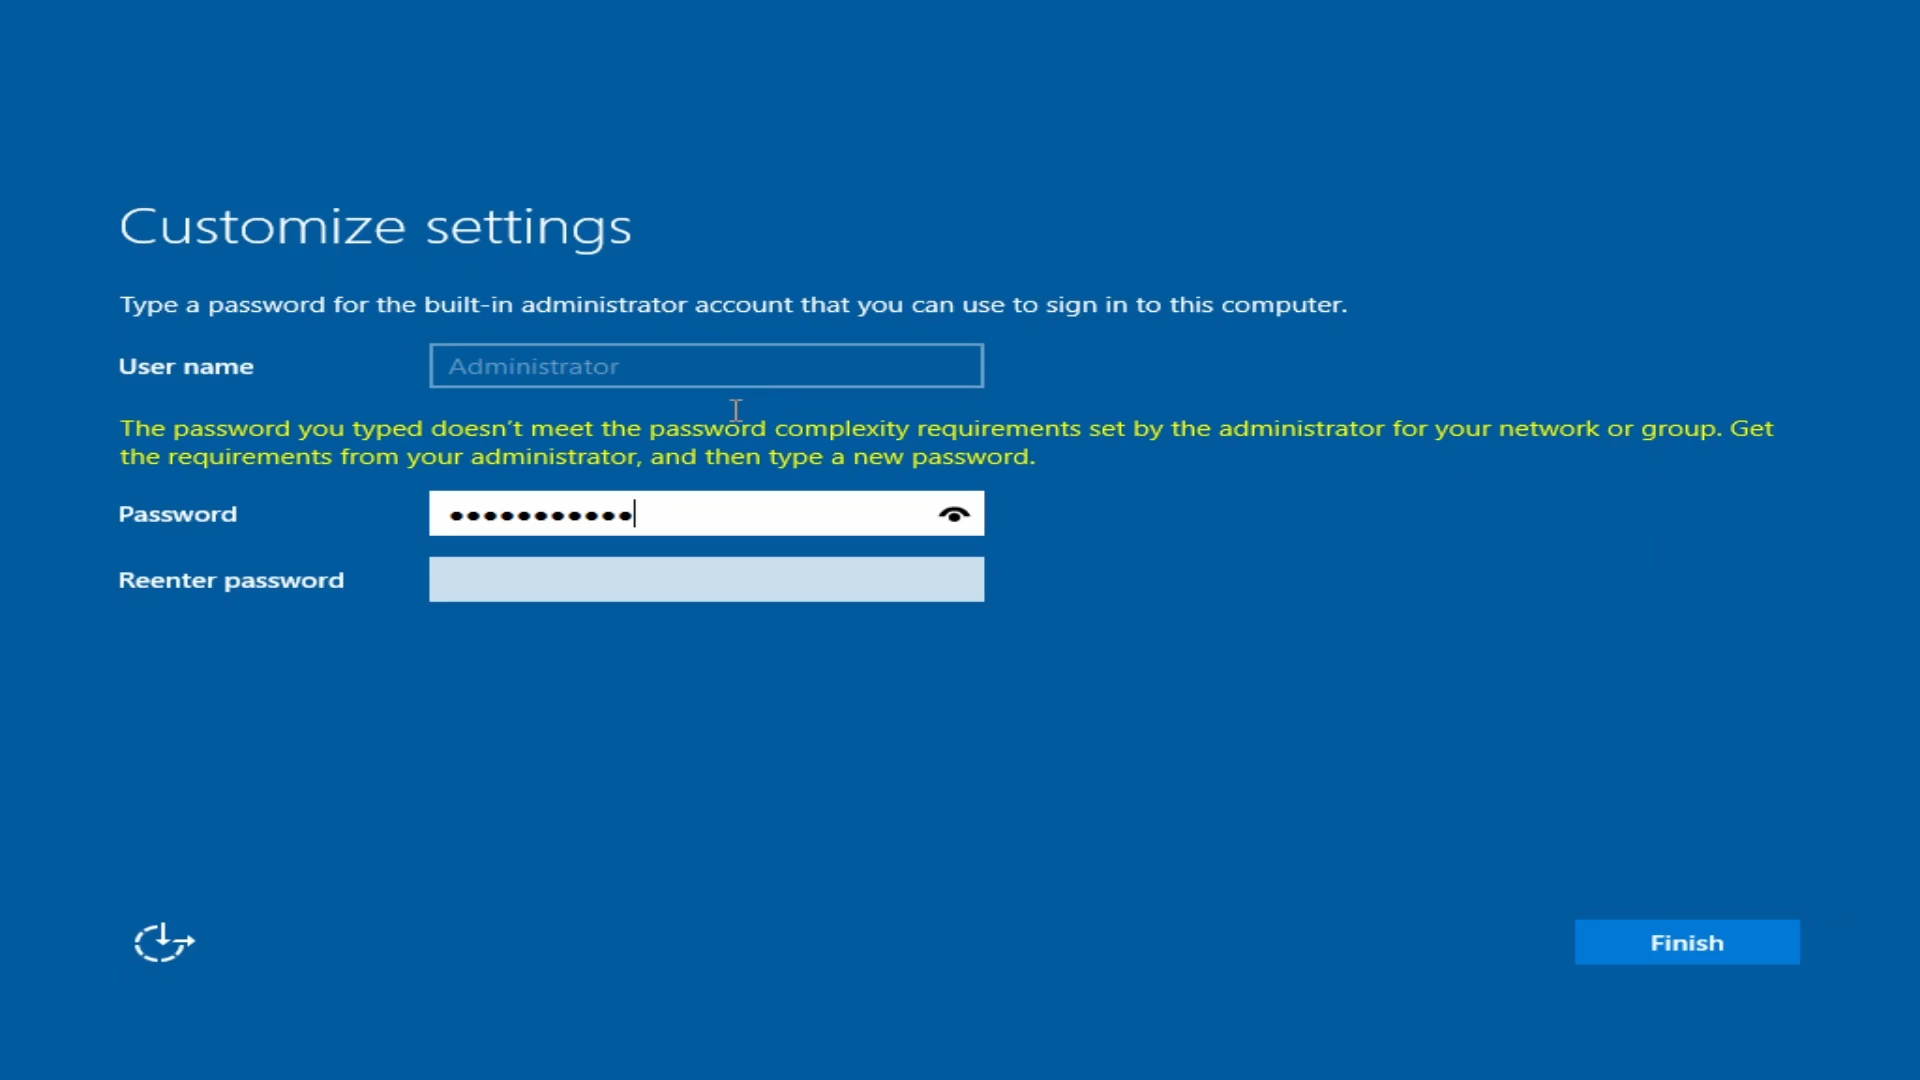 Customize settings
Type a password for the built-in administrator account that you can use to sign in to this computer.
User name
Administrator
The password you typed doesn't meet the password complexity requirements set by the administrator for your network or group. Get
the requirements from your administrator, and then type a new password.
Password
●●●●●●●●●●●
Reenter password
Finish